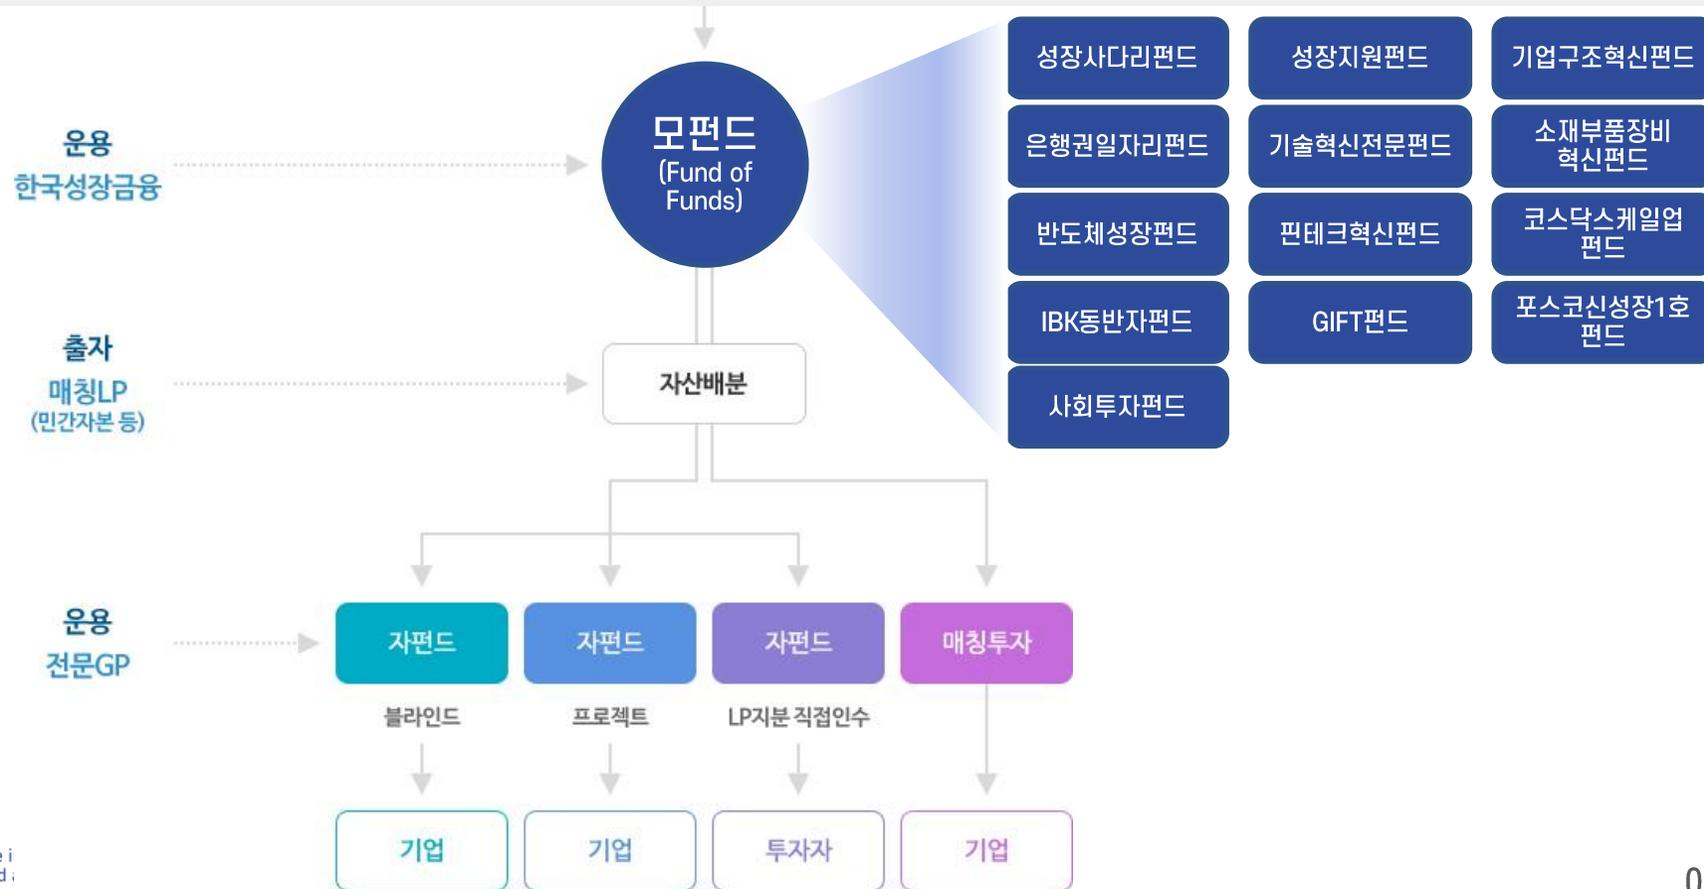 성장사다리펀드
성장지원펀드
기업구조혁신펀드
운용
한국성장금융
모펀드
(Fund of
Funds)
은행권일자리펀드
기술혁신전문펀드
소재부품장비
혁신펀드
반도체성장펀드
핀테크혁신펀드
코스닥스케일업
펀드
IBK동반자펀드
GIFT펀드
포스코신성장1호
펀드
사회투자펀드
출자
매칭LP
(민간자본 등)
자산배분
운용
전문GP
자펀드
자펀드
자펀드
매칭투자
블라인드
프로젝트
LP지분 직접인수
기업
기업
투자자
기업